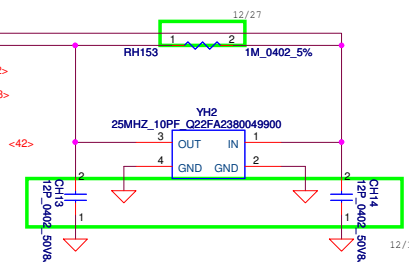 12/27
1 2
RH153 1M_0402_5%
YH2
25MHZ_10PF_Q22FA2380049900
<42>
3 OUT IN 1
4 GND GND 2
2 2
CH13
12P_0402_50V8
CH14
12P_0402_50V8
1 1